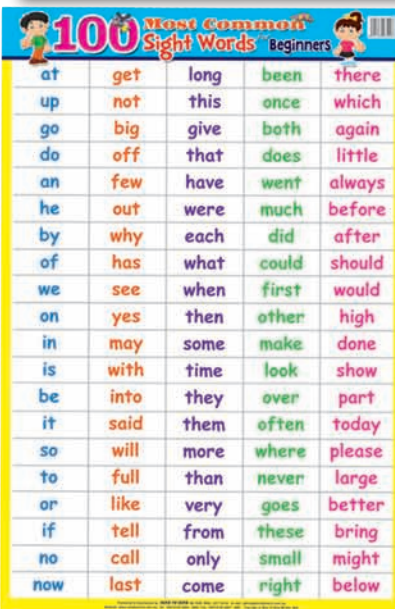 100 Most Common
Sight Words for Beginners
at get long been there
up not this once which
go big give both again
do off that does little
an few have went always
he out were much before
by why each did after
of has what could should
we see when first would
on yes then other high
in may some make done
is with time look show
be into they over part
it said them often today
so will more where please
to full than never large
or like very goes better
if tell from these bring
no call only small might
now last come right below